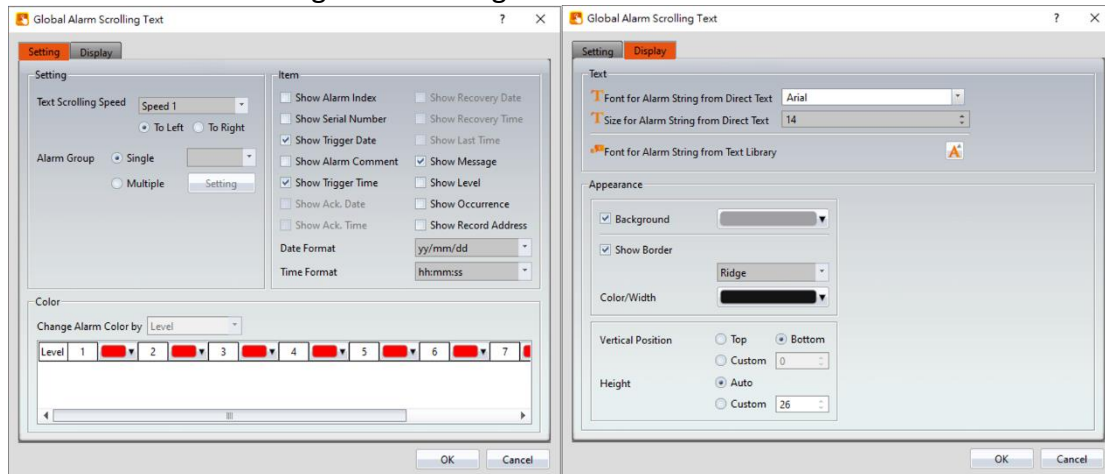 Global Alarm Scrolling Text ? ×
Setting Display
Setting
Text Scrolling Speed Speed 1
To Left To Right
Alarm Group Single
Multiple Setting
Item
Show Alarm Index Show Recovery Date
Show Serial Number Show Recovery Time
Show Trigger Date Show Last Time
Show Alarm Comment Show Message
Show Trigger Time Show Level
Show Ack. Date Show Occurrence
Show Ack. Time Show Record Address
Date Format yy/mm/dd
Time Format hh:mm:ss
Color
Change Alarm Color by Level
Level 1 2 3 4 5 6 7
OK Cancel
Global Alarm Scrolling Text ? ×
Setting Display
Text
Font for Alarm String from Direct Text Arial
Size for Alarm String from Direct Text 14
Font for Alarm String from Text Library A
Appearance
Background
Show Border
Ridge
Color/Width
Vertical Position Top Bottom
Custom 0
Height Auto
Custom 26
OK Cancel